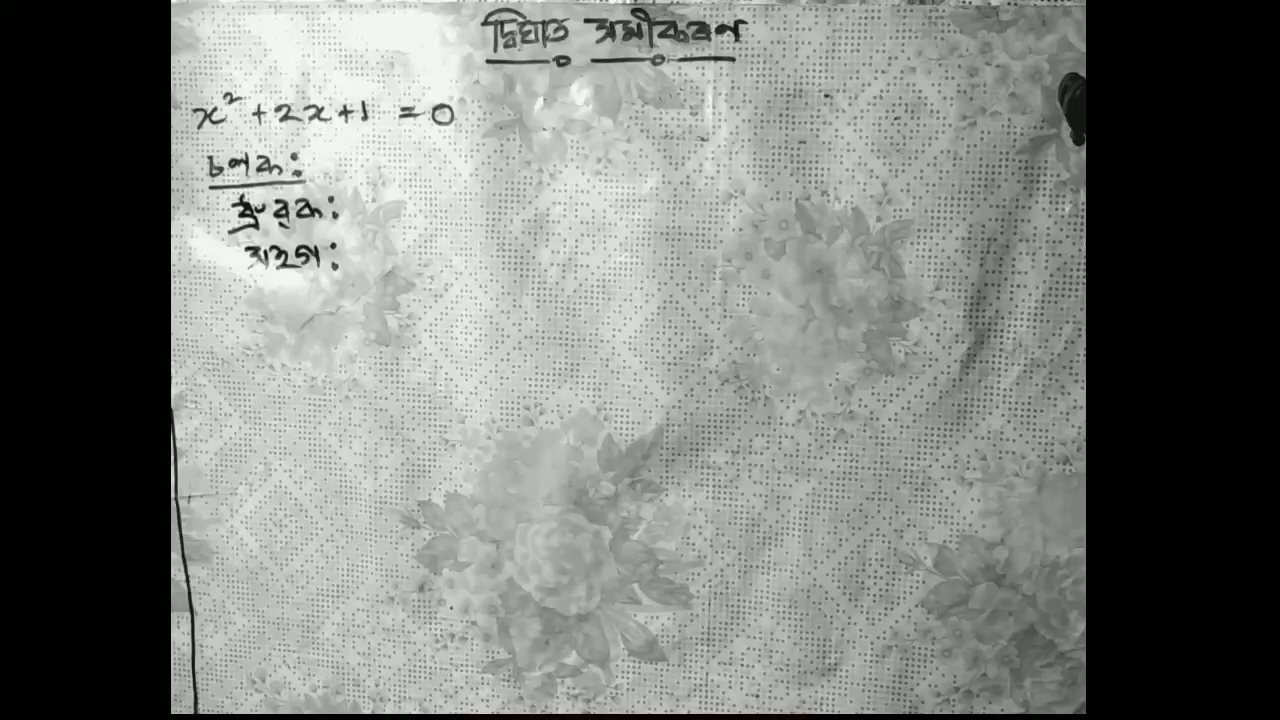 দ্বিঘাত সমীকরণ
x² + 2x + 1 = 0
চলক:
ধ্রুবক:
সহগ: